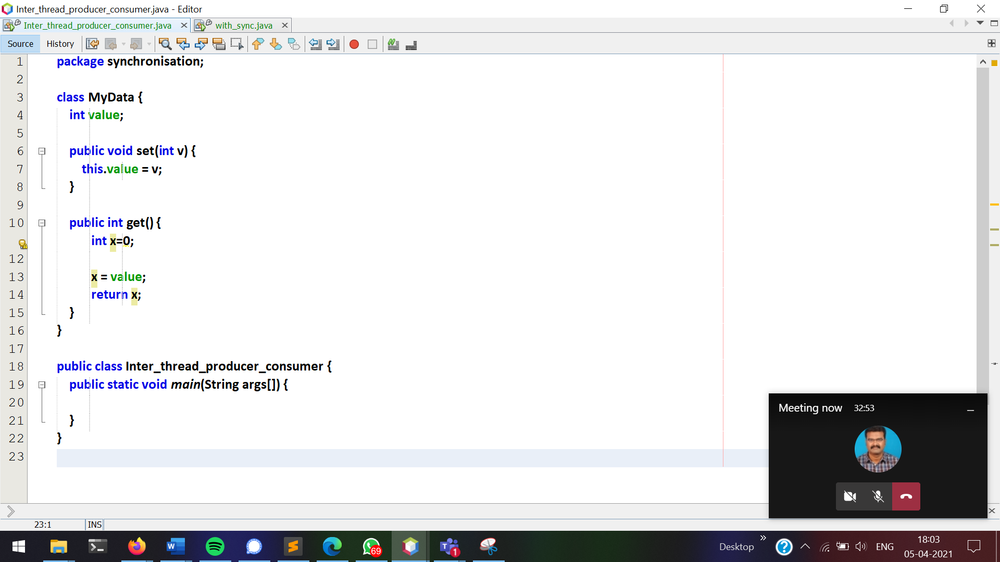 Inter_thread_producer_consumer.java - Editor
Inter_thread_producer_consumer.java
with_sync.java
Source
History
1 package synchronisation;
2
3 class MyData {
4 int value;
5
6 public void set(int v) {
7 this.value = v;
8 }
9
10 public int get() {
int x=0;
12
13 x = value;
14 return x;
15 }
16 }
17
18 public class Inter_thread_producer_consumer {
19 public static void main(String args[]) {
20
21 }
22 }
23
Meeting now 32:53
23:1 INS
69
1
Desktop
ENG
18:03
05-04-2021